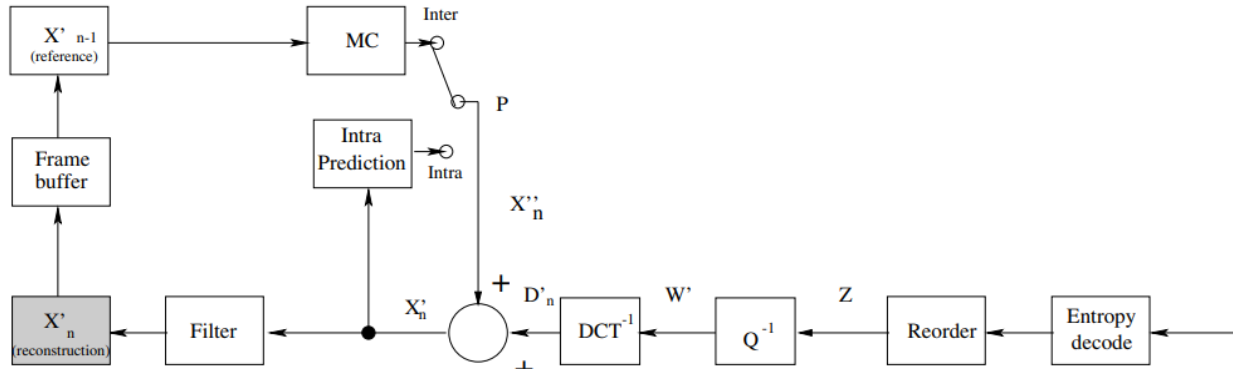 X' n-1
(reference)
MC
Inter
P
Intra
Prediction
Intra
Frame
buffer
X''n
X'n
(reconstruction)
Filter
X'n
+
+
D'n
DCT-1
W'
Q-1
Z
Reorder
Entropy
decode